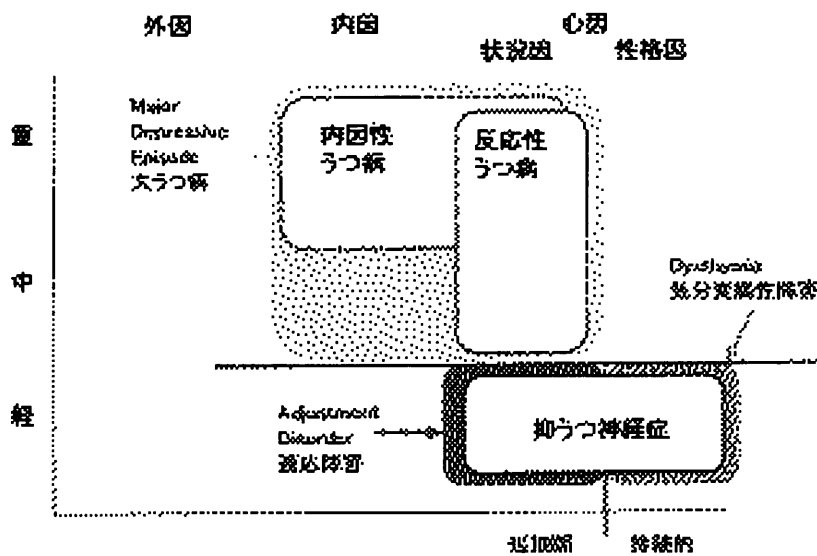 外因 内因 心因
状況因 性格因
重
Major
Depressive
Episode
大うつ病
内因性
うつ病
反応性
うつ病
中
Dysthymia
気分変調性障害
軽
Adjustment
Disorder
適応障害
抑うつ神経症
持続的